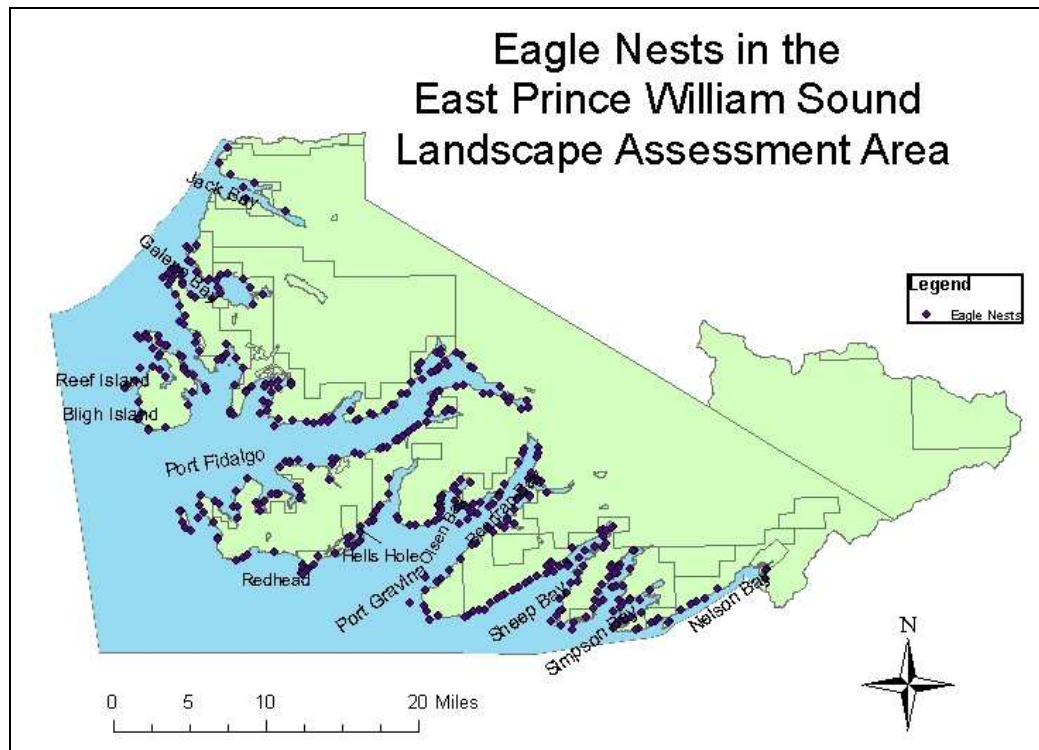 Eagle Nests in the
East Prince William Sound
Landscape Assessment Area
Jack Bay
Galena Bay
Legend
Eagle Nests
Reef Island
Bligh Island
Port Fidalgo
Hells Hole
Olsen Bay
Redhead
Port Gravina
Sheep Bay
Simpson Bay
Nelson Bay
N
0 5 10 20 Miles